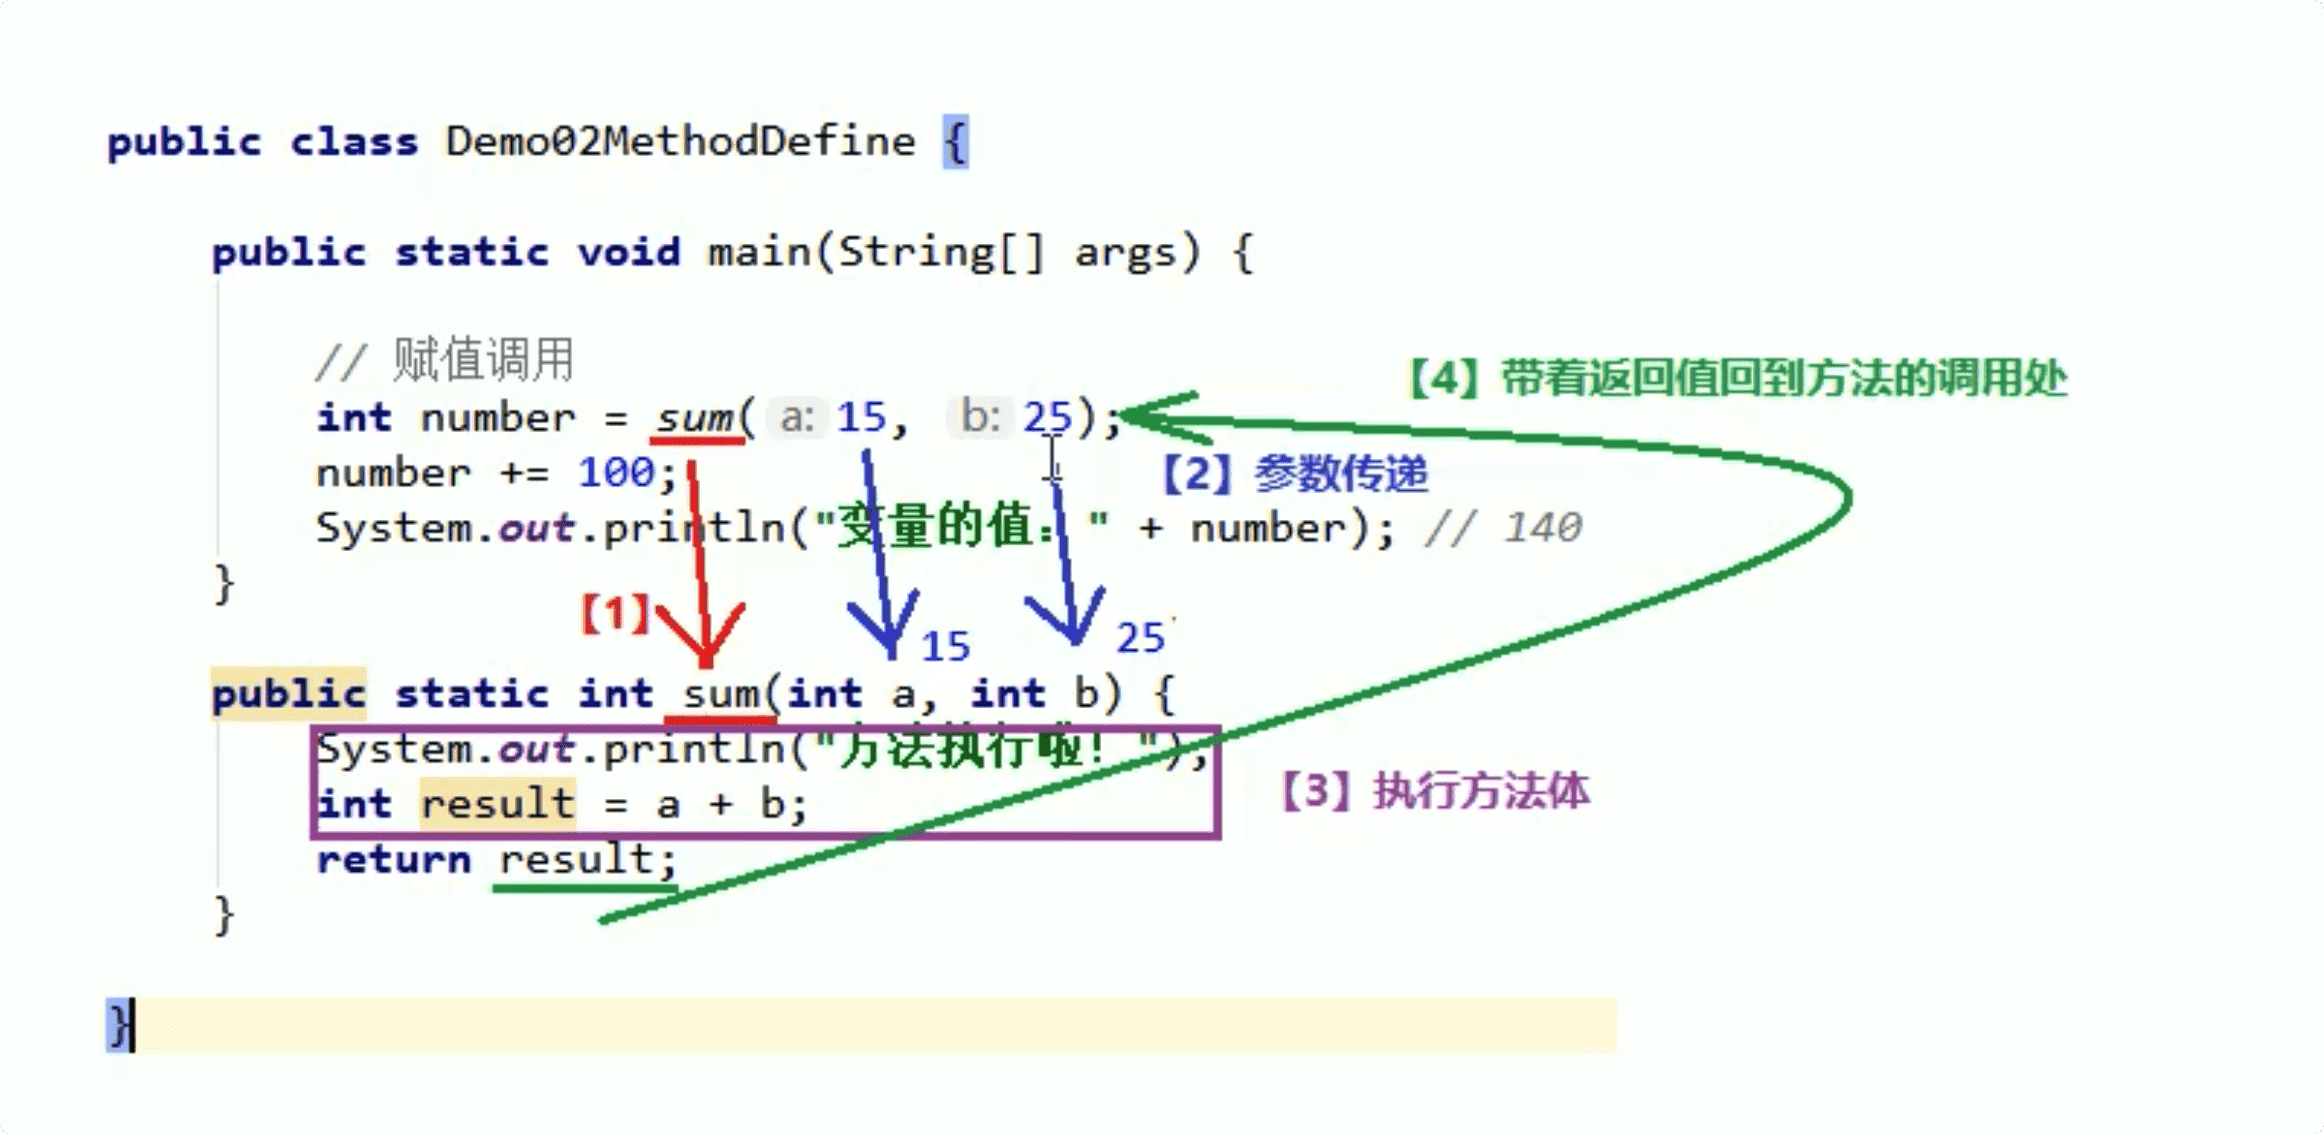 public class Demo02MethodDefine {
public static void main(String[] args) {
// 赋值调用
int number = sum( a: 15, b: 25);
【4】带着返回值回到方法的调用处
number += 100;
【2】参数传递
System.out.println("变量的值：" + number); // 140
}
【1】
15 25
public static int sum(int a, int b) {
System.out.println("方法执行啦！");
int result = a + b;
【3】执行方法体
return result;
}
}